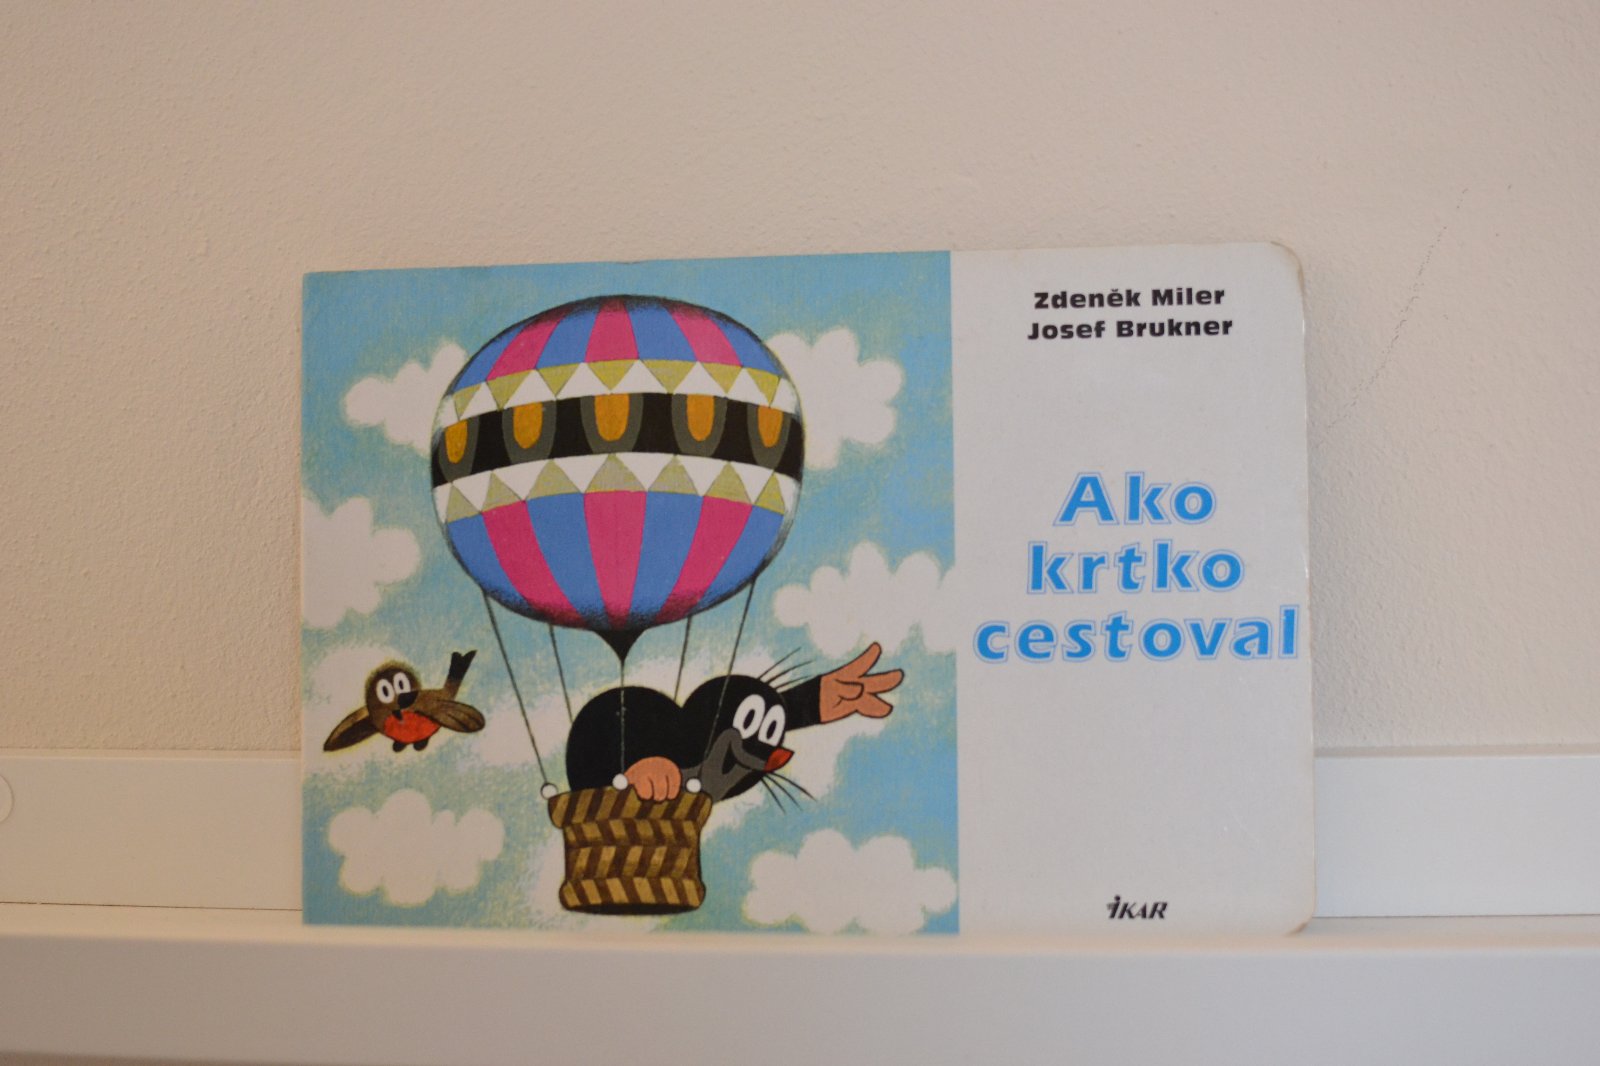 Zdeněk Miler
Josef Brukner
Ako
krtko
cestoval
IKAR